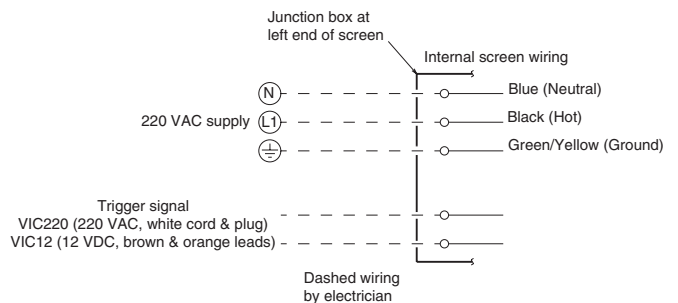 Junction box at
left end of screen
Internal screen wiring
N
Blue (Neutral)
220 VAC supply
L1
Black (Hot)
Green/Yellow (Ground)
Trigger signal
VIC220 (220 VAC, white cord & plug)
VIC12 (12 VDC, brown & orange leads)
Dashed wiring
by electrician